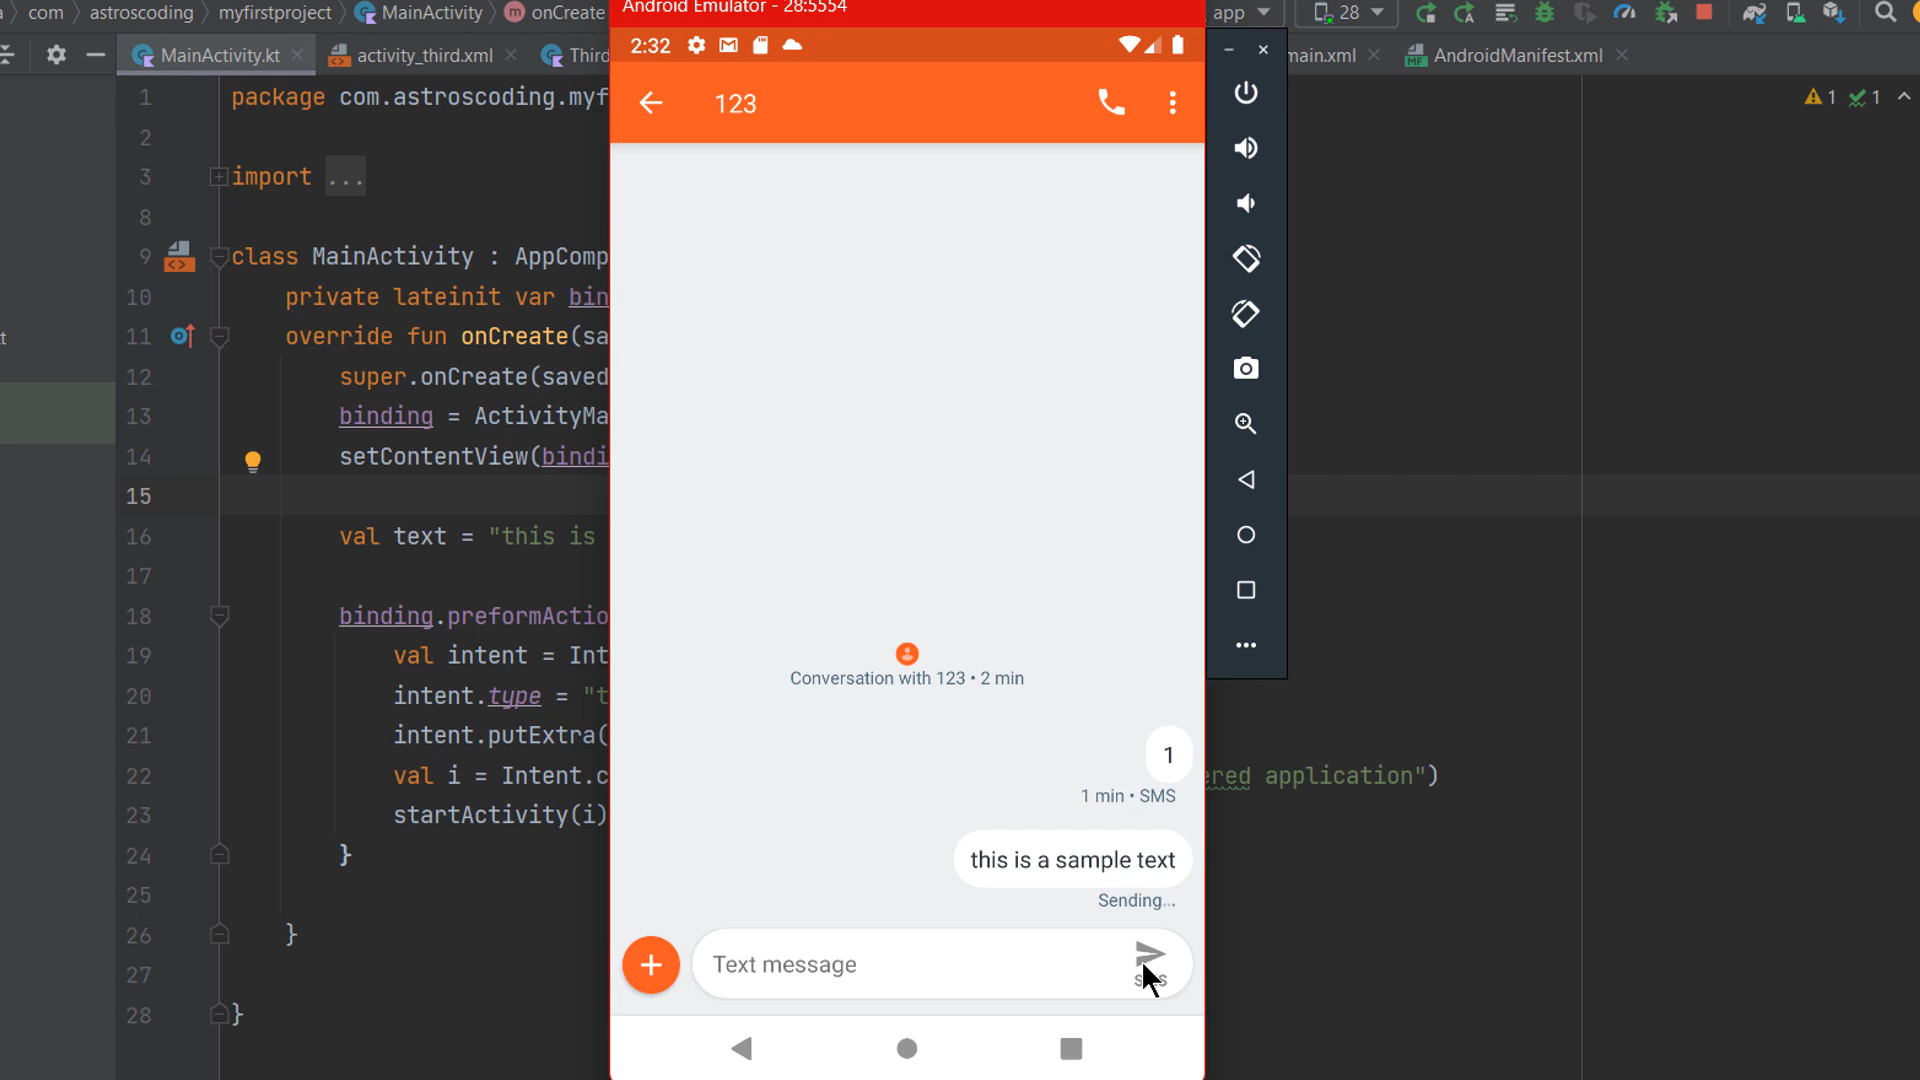 com astroscoding myfirstproject MainActivity onCreate
Android Emulator - 28:5554
app 28
MainActivity.kt activity_third.xml Third main.xml AndroidManifest.xml
2:32
123
1 package com.astroscoding.myf
2
3 import ...
8
9 class MainActivity : AppComp
10 private lateinit var bin
11 override fun onCreate(sa
12 super.onCreate(saved
13 binding = ActivityMa
14 setContentView(bindi
15
16 val text = "this is
17
18 binding.preformActio
19 val intent = Int
20 intent.type = "t
21 intent.putExtra(
22 val i = Intent.c ered application")
23 startActivity(i)
24 }
25
26 }
27
28 }
1 1
Conversation with 123 • 2 min
1
1 min • SMS
this is a sample text
Sending...
Text message